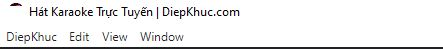 Hát Karaoke Trực Tuyến | DiepKhuc.com
DiepKhuc Edit View Window